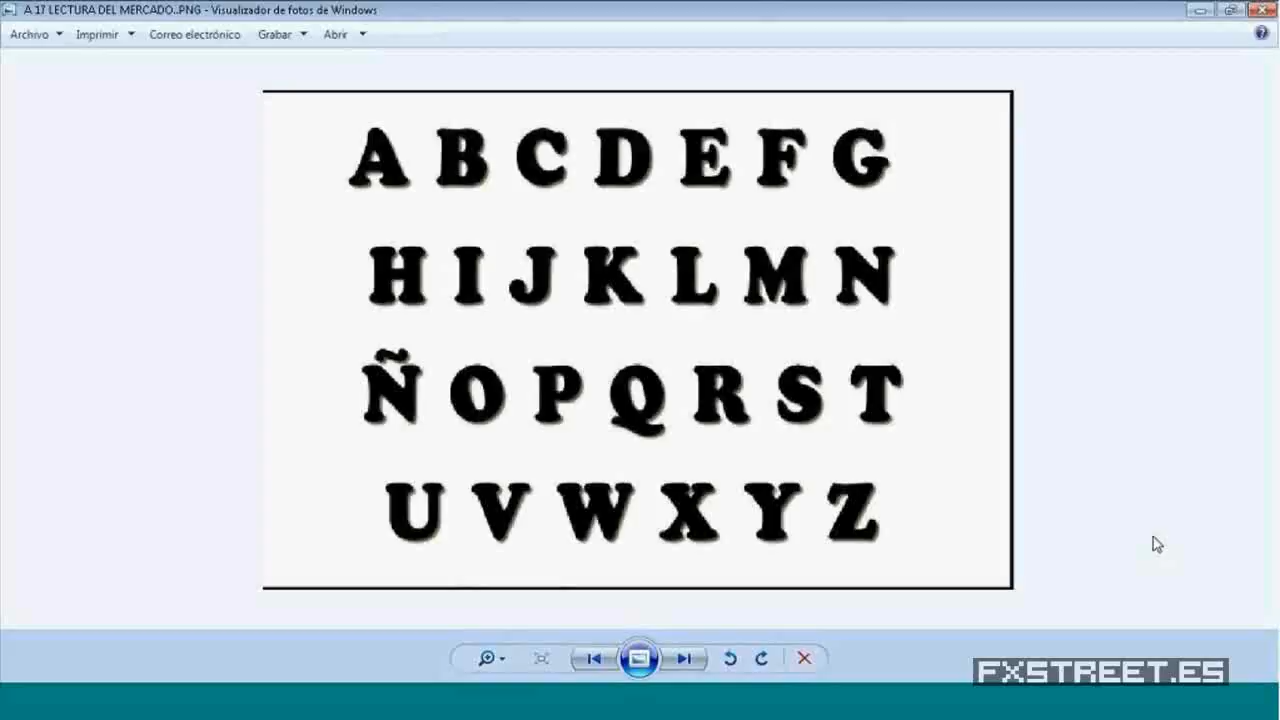 A 17 LECTURA DEL MERCADO..PNG - Visualizador de fotos de Windows
Archivo Imprimir Correo electrónico Grabar Abrir
A B C D E F G
H I J K L M N
Ñ O P Q R S T
U V W X Y Z
FXSTREET.ES